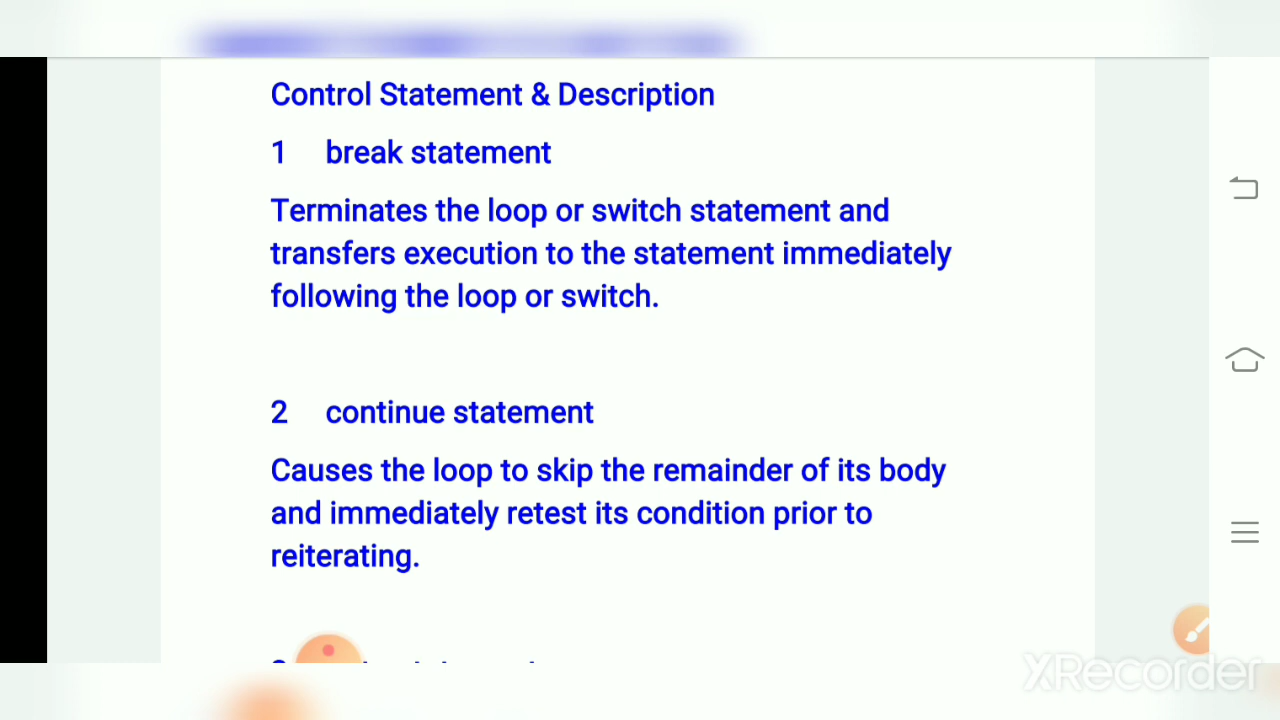 Control Statement & Description
1 break statement
Terminates the loop or switch statement and
transfers execution to the statement immediately
following the loop or switch.
2 continue statement
Causes the loop to skip the remainder of its body
and immediately retest its condition prior to
reiterating.
XRecorder